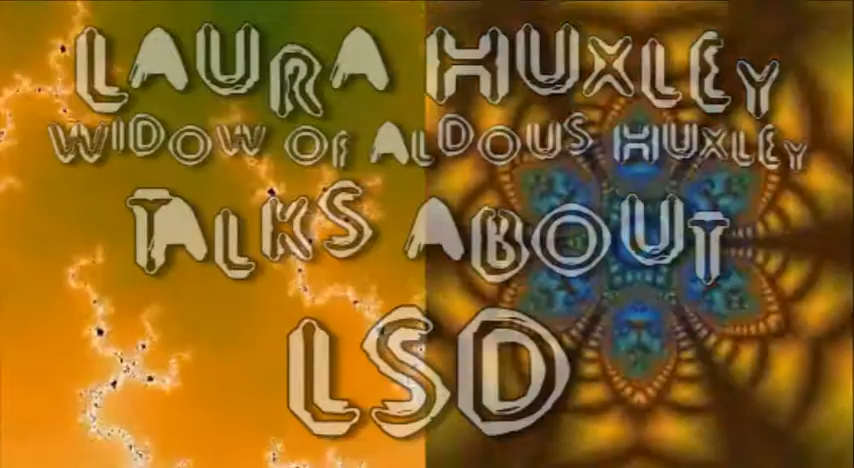 LAURA HUXLEY
WIDOW OF ALDOUS HUXLEY
TALKS ABOUT
LSD